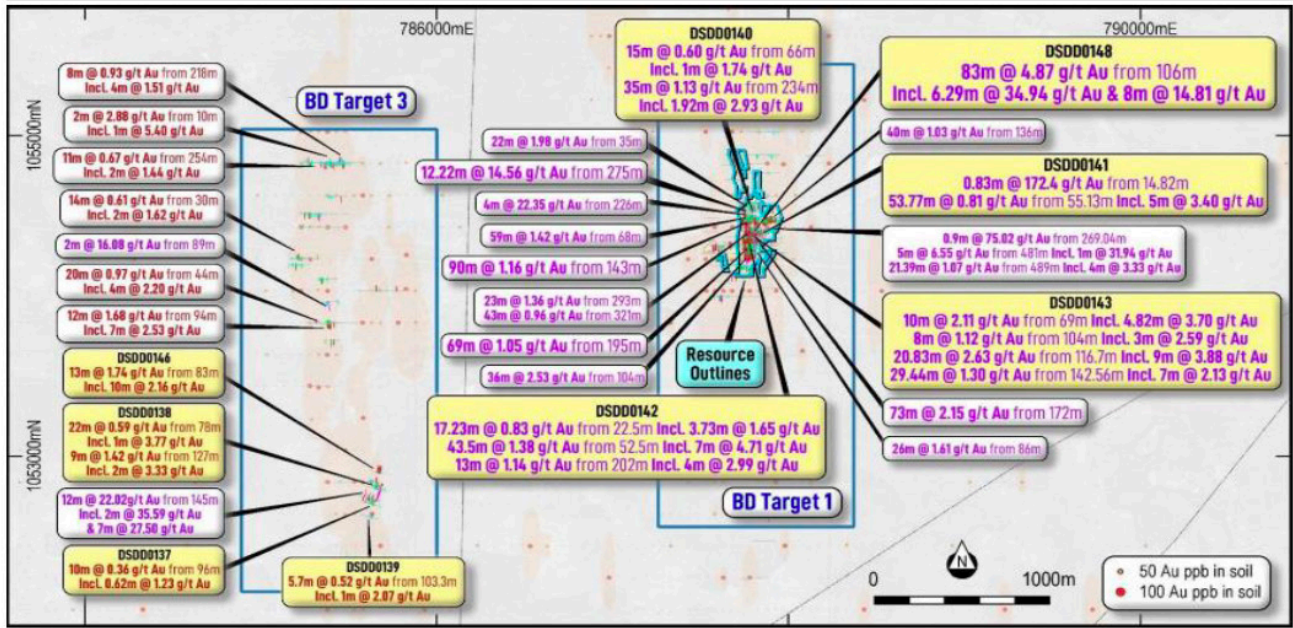 786000mE
790000mE
1055000mN
1053000mN
BD Target 3
8m @ 0.93 g/t Au from 218m
Incl. 4m @ 1.51 g/t Au
2m @ 2.88 g/t Au from 10m
Incl. 1m @ 5.40 g/t Au
11m @ 0.67 g/t Au from 254m
Incl. 2m @ 1.44 g/t Au
14m @ 0.61 g/t Au from 30m
Incl. 2m @ 1.62 g/t Au
2m @ 16.08 g/t Au from 89m
20m @ 0.97 g/t Au from 44m
Incl. 4m @ 2.20 g/t Au
12m @ 1.68 g/t Au from 94m
Incl. 7m @ 2.53 g/t Au
DSDD0146
13m @ 1.74 g/t Au from 83m
Incl. 10m @ 2.16 g/t Au
DSDD0138
22m @ 0.59 g/t Au from 78m
Incl. 1m @ 3.77 g/t Au
9m @ 1.42 g/t Au from 127m
Incl. 2m @ 3.33 g/t Au
12m @ 22.02g/t Au from 145m
Incl. 2m @ 35.59 g/t Au
& 7m @ 27.50 g/t Au
DSDD0137
10m @ 0.36 g/t Au from 96m
Incl. 0.62m @ 1.23 g/t Au
DSDD0139
5.7m @ 0.52 g/t Au from 103.3m
Incl. 1m @ 2.07 g/t Au
DSDD0140
15m @ 0.60 g/t Au from 66m
Incl. 1m @ 1.74 g/t Au
35m @ 1.13 g/t Au from 234m
Incl. 1.92m @ 2.93 g/t Au
22m @ 1.98 g/t Au from 35m
12.22m @ 14.56 g/t Au from 275m
4m @ 22.35 g/t Au from 226m
59m @ 1.42 g/t Au from 68m
90m @ 1.16 g/t Au from 143m
23m @ 1.36 g/t Au from 293m
43m @ 0.96 g/t Au from 321m
69m @ 1.05 g/t Au from 195m
36m @ 2.53 g/t Au from 104m
Resource
Outlines
DSDD0142
17.23m @ 0.83 g/t Au from 22.5m Incl. 3.73m @ 1.65 g/t Au
43.5m @ 1.38 g/t Au from 52.5m Incl. 7m @ 4.71 g/t Au
13m @ 1.14 g/t Au from 202m Incl. 4m @ 2.99 g/t Au
BD Target 1
DSDD0148
83m @ 4.87 g/t Au from 106m
Incl. 6.29m @ 34.94 g/t Au & 8m @ 14.81 g/t Au
40m @ 1.03 g/t Au from 136m
DSDD0141
0.83m @ 172.4 g/t Au from 14.82m
53.77m @ 0.81 g/t Au from 55.13m Incl. 5m @ 3.40 g/t Au
0.9m @ 75.02 g/t Au from 269.04m
5m @ 6.55 g/t Au from 481m Incl. 1m @ 31.94 g/t Au
21.39m @ 1.07 g/t Au from 489m Incl. 4m @ 3.33 g/t Au
DSDD0143
10m @ 2.11 g/t Au from 69m Incl. 4.82m @ 3.70 g/t Au
8m @ 1.12 g/t Au from 104m Incl. 3m @ 2.59 g/t Au
20.83m @ 2.63 g/t Au from 116.7m Incl. 9m @ 3.88 g/t Au
29.44m @ 1.30 g/t Au from 142.56m Incl. 7m @ 2.13 g/t Au
73m @ 2.15 g/t Au from 172m
26m @ 1.61 g/t Au from 86m
N
0 1000m
50 Au ppb in soil
100 Au ppb in soil